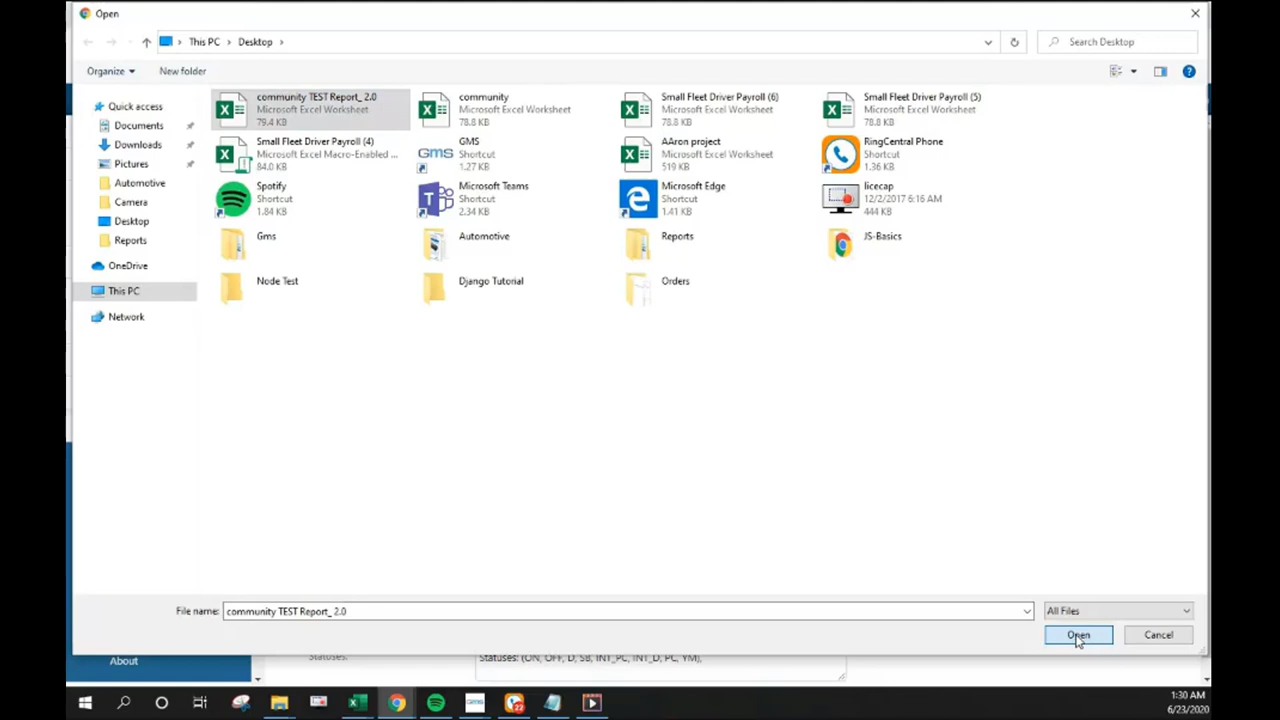 Open
This PC > Desktop >
Search Desktop
Organize
New folder
Quick access
Documents
Downloads
Pictures
Automotive
Camera
Desktop
Reports
OneDrive
This PC
Network
community TEST Report_ 2.0
Microsoft Excel Worksheet
79.4 KB
community
Microsoft Excel Worksheet
78.8 KB
Small Fleet Driver Payroll (6)
Microsoft Excel Worksheet
78.8 KB
Small Fleet Driver Payroll (5)
Microsoft Excel Worksheet
78.8 KB
Small Fleet Driver Payroll (4)
Microsoft Excel Macro-Enabled ...
84.0 KB
GMS
GMS
Shortcut
1.27 KB
AAron project
Microsoft Excel Worksheet
519 KB
RingCentral Phone
Shortcut
1.36 KB
Spotify
Shortcut
1.84 KB
Microsoft Teams
Shortcut
2.34 KB
Microsoft Edge
Shortcut
1.41 KB
licecap
12/2/2017 6:16 AM
444 KB
Gms
Automotive
Reports
JS-Basics
Node Test
Django Tutorial
Orders
File name: community TEST Report_ 2.0
All Files
Open
Cancel
About
Statuses:
Statuses: (ON, OFF, D, SB, INT_PC, INT_D, PC, YM),
1:30 AM
6/23/2020